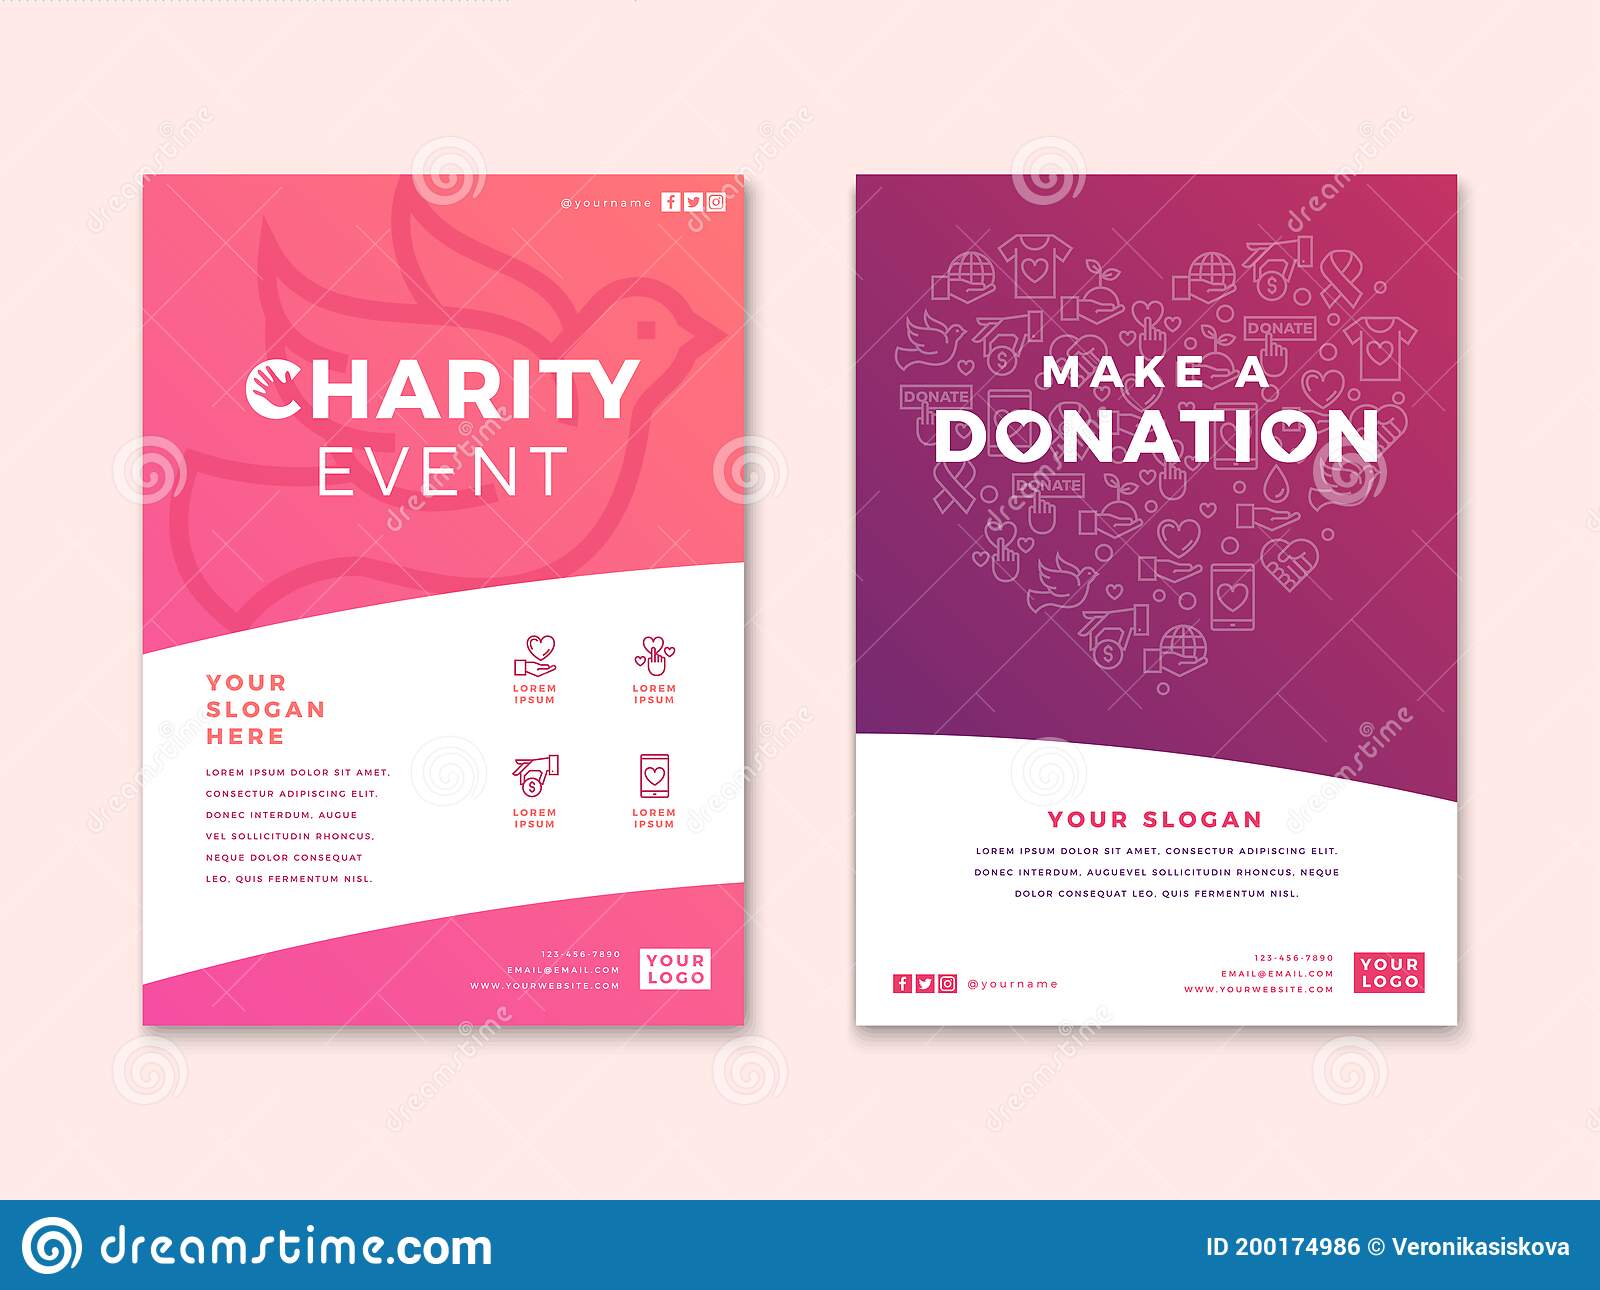 @yourname
CHARITY
EVENT
YOUR
SLOGAN
HERE
LOREM IPSUM DOLOR SIT AMET,
CONSECTUR ADIPISCING ELIT.
DONEC INTERDUM, AUGUE
VEL SOLLICITUDIN RHONCUS,
NEQUE DOLOR CONSEQUAT
LEO, QUIS FERMENTUM NISL.
LOREM
IPSUM
LOREM
IPSUM
LOREM
IPSUM
LOREM
IPSUM
123-456-7890
EMAIL@EMAIL.COM
WWW.YOURWEBSITE.COM
YOUR
LOGO
DONATE
MAKE A
DONATE
DONATION
DONATE
YOUR SLOGAN
LOREM IPSUM DOLOR SIT AMET, CONSECTUR ADIPISCING ELIT.
DONEC INTERDUM, AUGUEVEL SOLLICITUDIN RHONCUS, NEQUE
DOLOR CONSEQUAT LEO, QUIS FERMENTUM NISL.
@yourname
123-456-7890
EMAIL@EMAIL.COM
WWW.YOURWEBSITE.COM
YOUR
LOGO
dreamstime.com
ID 200174986 © Veronikasiskova